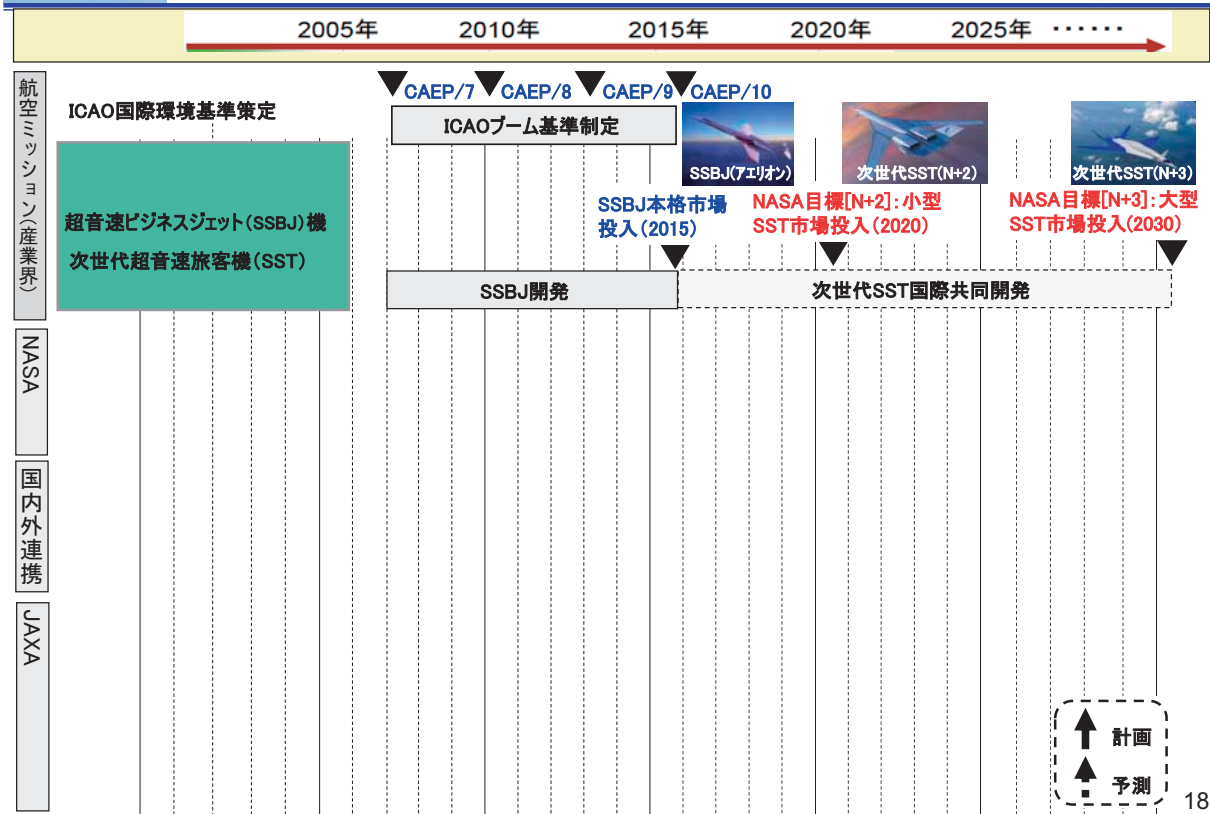 2005年 2010年 2015年 2020年 2025年 ‥‥‥
航空ミッション(産業界)
CAEP/7 CAEP/8 CAEP/9 CAEP/10
ICAO国際環境基準策定
ICAOブーム基準制定
SSBJ(アエリオン)
次世代SST(N+2)
次世代SST(N+3)
超音速ビジネスジェット(SSBJ)機
次世代超音速旅客機(SST)
SSBJ本格市場
投入(2015)
NASA目標[N+2]:小型
SST市場投入(2020)
NASA目標[N+3]:大型
SST市場投入(2030)
SSBJ開発
次世代SST国際共同開発
NASA
国内外連携
JAXA
計画
予測
18